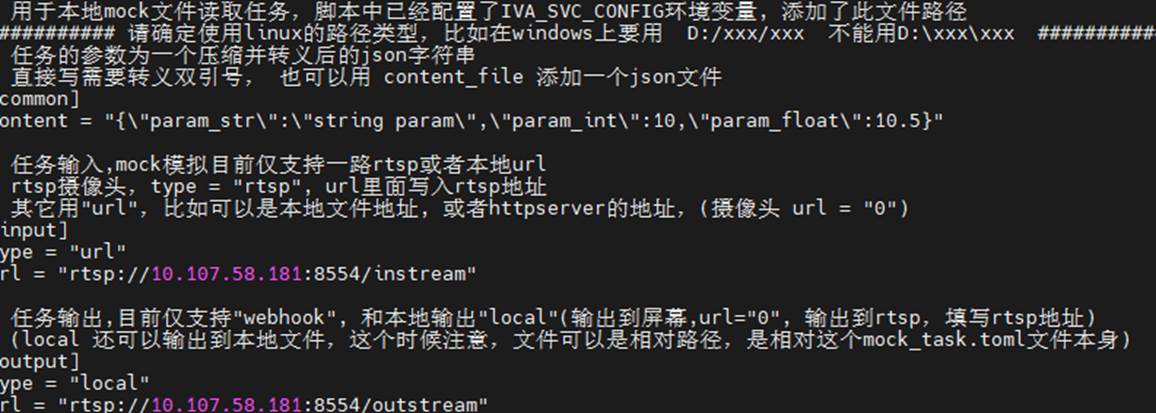 用于本地mock文件读取任务，脚本中已经配置了IVA_SVC_CONFIG环境变量，添加了此文件路径
########## 请确定使用linux的路径类型，比如在windows上要用  D:/xxx/xxx  不能用D:\xxx\xxx  ###########
任务的参数为一个压缩并转义后的json字符串
直接写需要转义双引号， 也可以用 content_file 添加一个json文件
common]
ontent = "{\"param_str\":\"string param\",\"param_int\":10,\"param_float\":10.5}"
任务输入,mock模拟目前仅支持一路rtsp或者本地url
rtsp摄像头，type = "rtsp"，url里面写入rtsp地址
其它用"url"，比如可以是本地文件地址，或者httpserver的地址，(摄像头 url = "0")
input]
ype = "url"
rl = "rtsp://10.107.58.181:8554/instream"
任务输出,目前仅支持"webhook"，和本地输出"local"(输出到屏幕,url="0"，输出到rtsp，填写rtsp地址)
(local 还可以输出到本地文件，这个时候注意，文件可以是相对路径，是相对这个mock_task.toml文件本身)
output]
ype = "local"
rl = "rtsp://10.107.58.181:8554/outstream"